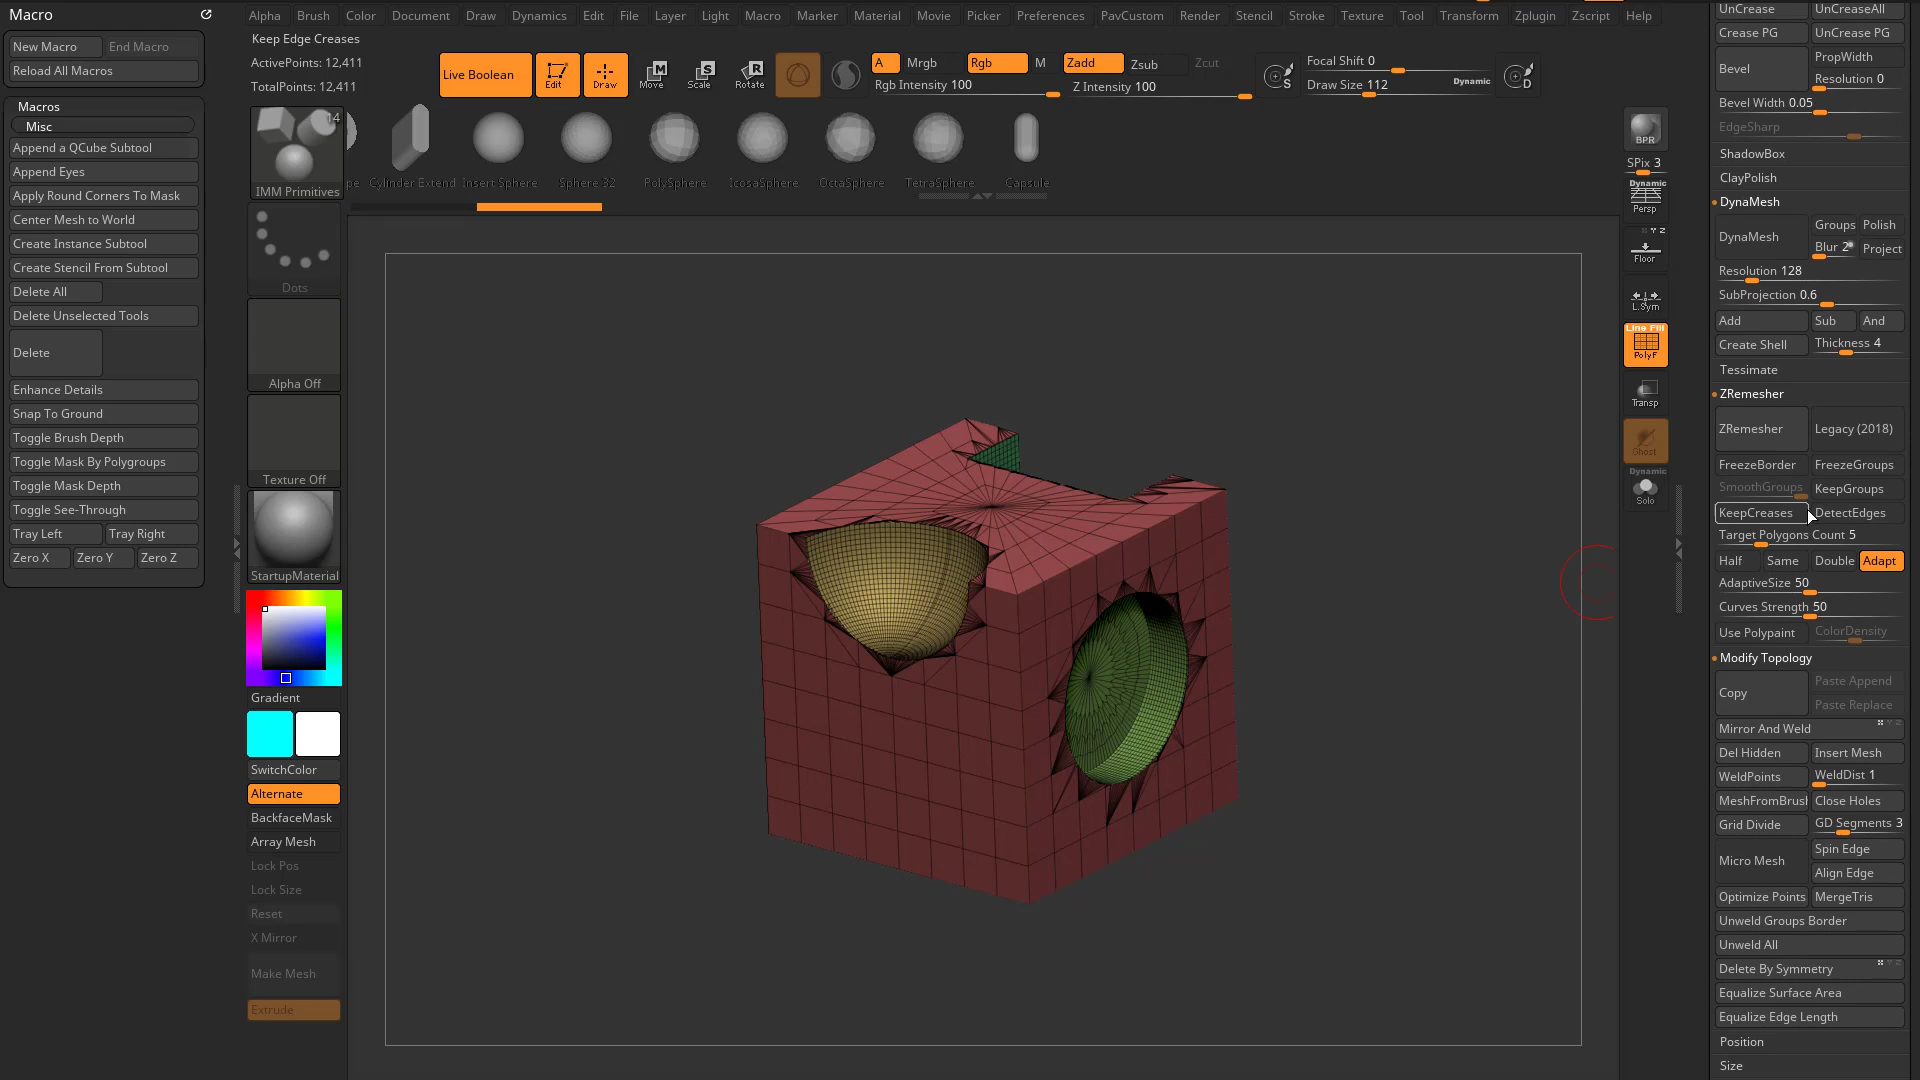 Macro
New Macro
End Macro
Reload All Macros
Macros
Misc
Append a QCube Subtool
Append Eyes
Apply Round Corners To Mask
Center Mesh to World
Create Instance Subtool
Create Stencil From Subtool
Delete All
Delete Unselected Tools
Delete
Enhance Details
Snap To Ground
Toggle Brush Depth
Toggle Mask By Polygroups
Toggle Mask Depth
Toggle See-Through
Tray Left Tray Right
Zero X Zero Y Zero Z
Alpha Brush Color Document Draw Dynamics Edit File Layer Light Macro Marker Material Movie Picker Preferences PavCustom Render Stencil Stroke Texture Tool Transform Zplugin Zscript Help
Keep Edge Creases
ActivePoints: 12,411
TotalPoints: 12,411
Live Boolean
Edit
Draw
Move
Scale
Rotate
A Mrgb Rgb M Zadd Zsub Zcut
Rgb Intensity 100
Z Intensity 100
S
Focal Shift 0
Draw Size 112
Dynamic
D
14
IMM Primitives
pe Cylinder Extend Insert Sphere Sphere 32 PolySphere IcosaSphere OctaSphere TetraSphere Capsule
Dots
Alpha Off
Texture Off
StartupMaterial
Gradient
SwitchColor
Alternate
BackfaceMask
Array Mesh
Lock Pos
Lock Size
Reset
X Mirror
Make Mesh
Extrude
BPR
SPix 3
Dynamic
Persp
Floor
L.Sym
Line Fill
PolyF
Transp
Ghost
Dynamic
Solo
UnCrease UnCreaseAll
Crease PG UnCrease PG
Bevel
PropWidth
Resolution 0
Bevel Width 0.05
EdgeSharp
ShadowBox
ClayPolish
DynaMesh
DynaMesh
Groups Polish
Blur 2 Project
Resolution 128
SubProjection 0.6
Add Sub And
Create Shell Thickness 4
Tessimate
ZRemesher
ZRemesher Legacy (2018)
FreezeBorder FreezeGroups
SmoothGroups KeepGroups
KeepCreases DetectEdges
Target Polygons Count 5
Half Same Double Adapt
AdaptiveSize 50
Curves Strength 50
Use Polypaint ColorDensity
Modify Topology
Copy
Paste Append
Paste Replace
Mirror And Weld
Del Hidden Insert Mesh
WeldPoints WeldDist 1
MeshFromBrusl Close Holes
Grid Divide GD Segments 3
Micro Mesh
Spin Edge
Align Edge
Optimize Points MergeTris
Unweld Groups Border
Unweld All
Delete By Symmetry
Equalize Surface Area
Equalize Edge Length
Position
Size